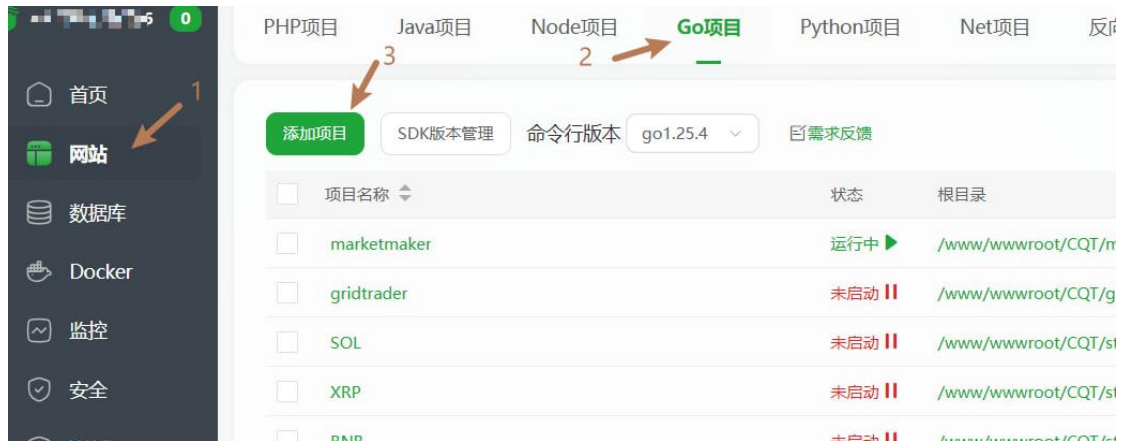 0
PHP项目 Java项目 Node项目 Go项目 Python项目 Net项目
3
2
首页
1
添加项目 SDK版本管理 命令行版本 go1.25.4 需求反馈
网站
项目名称 状态 根目录
数据库
marketmaker 运行中 /www/wwwroot/CQT/m
Docker
gridtrader 未启动 /www/wwwroot/CQT/g
监控
SOL 未启动 /www/wwwroot/CQT/st
安全
XRP 未启动 /www/wwwroot/CQT/st